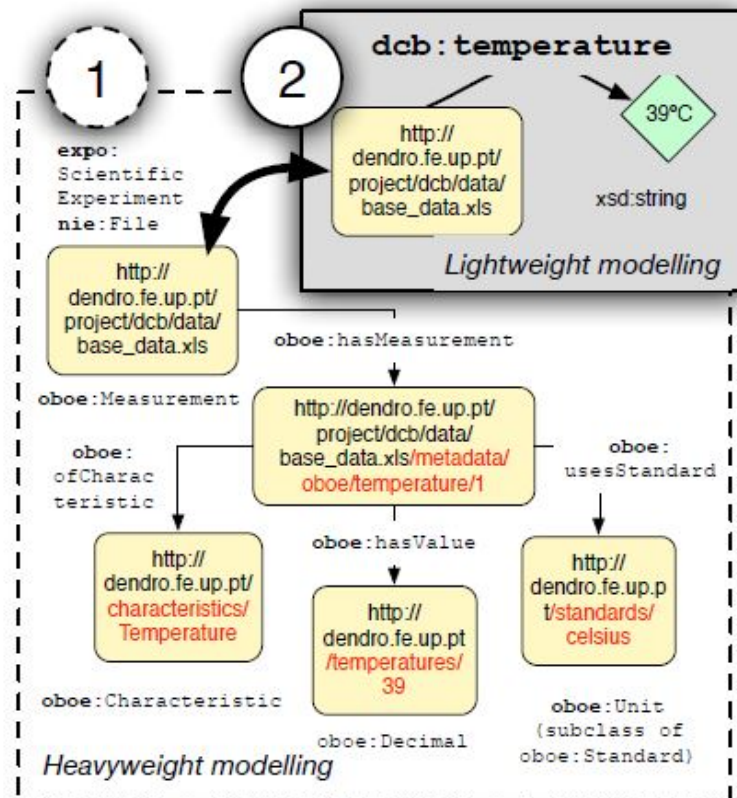 1
2
dcb:temperature
http://
dendro.fe.up.pt/
project/dcb/data/
base_data.xls
39ºC
xsd:string
Lightweight modelling
expo:
Scientific
Experiment
nie:File
http://
dendro.fe.up.pt/
project/dcb/data/
base_data.xls
oboe:hasMeasurement
oboe:Measurement
http://dendro.fe.up.pt/
project/dcb/data/
base_data.xls/metadata/
oboe/temperature/1
oboe:
ofCharac
teristic
oboe:
usesStandard
oboe:hasValue
http://
dendro.fe.up.pt/
characteristics/
Temperature
http://
dendro.fe.up.pt
/temperatures/
39
http://
dendro.fe.up.p
t/standards/
celsius
oboe:Characteristic
oboe:Decimal
oboe:Unit
(subclass of
oboe:Standard)
Heavyweight modelling